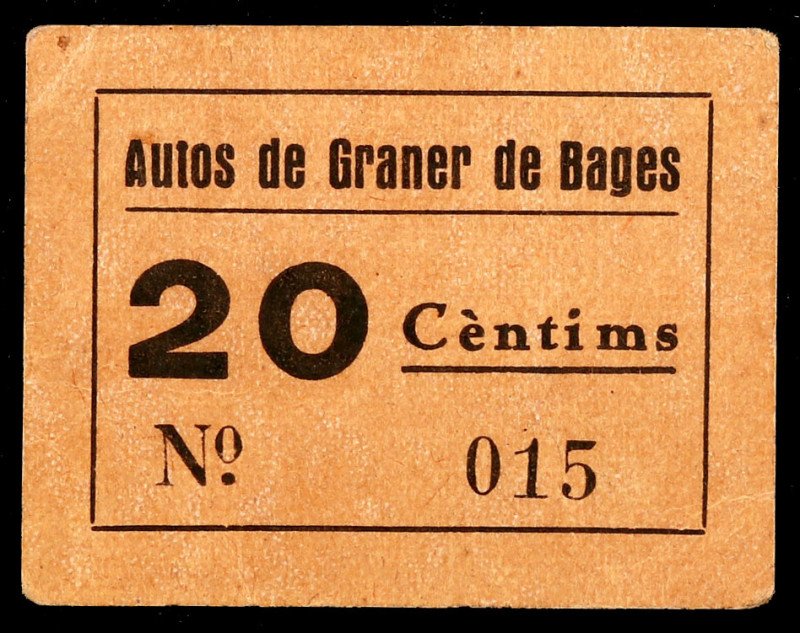 Autos de Graner de Bages
20 Cèntims
Nº. 015